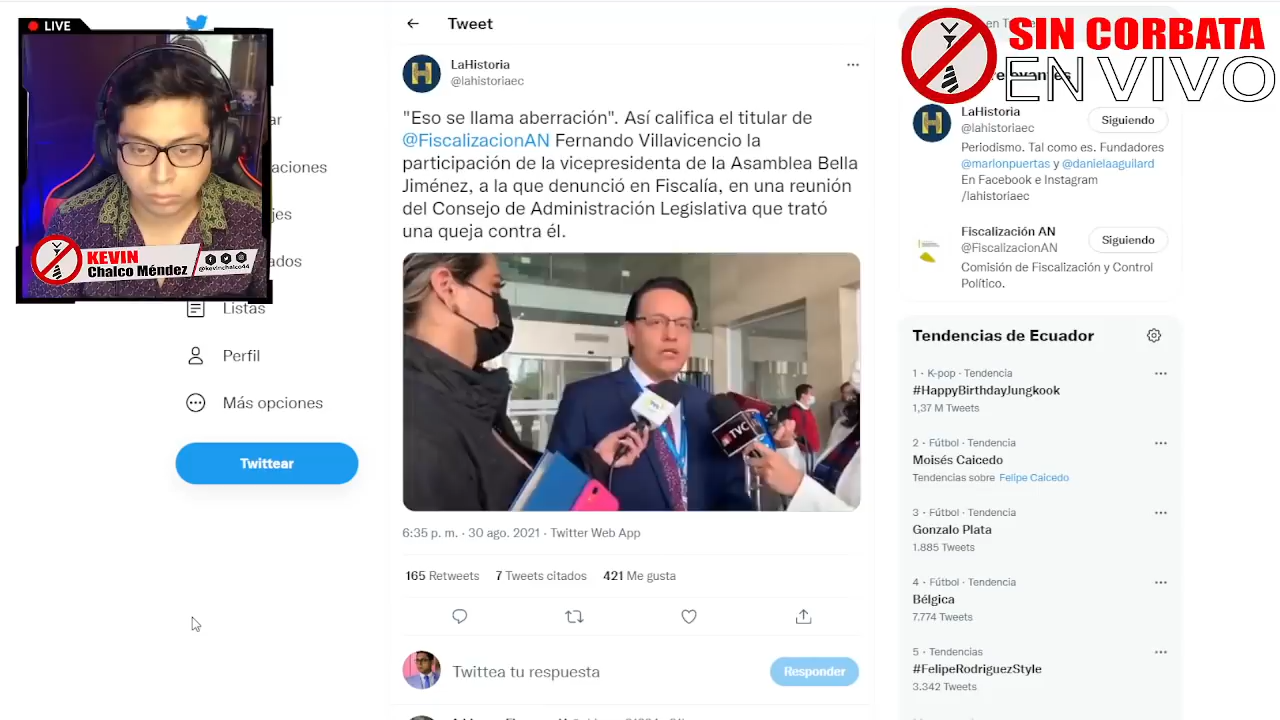 LIVE
KEVIN
Chalco Méndez
@kevinchalco44
SIN CORBATA
EN VIVO
Listas
Perfil
Más opciones
Twittear
Tweet
LaHistoria
@lahistoriaec
"Eso se llama aberración". Así califica el titular de
@FiscalizacionAN Fernando Villavicencio la
participación de la vicepresidenta de la Asamblea Bella
Jiménez, a la que denunció en Fiscalía, en una reunión
del Consejo de Administración Legislativa que trató
una queja contra él.
TVC
6:35 p. m. · 30 ago. 2021 · Twitter Web App
165 Retweets 7 Tweets citados 421 Me gusta
Twittea tu respuesta
Responder
LaHistoria
@lahistoriaec
Siguiendo
Periodismo. Tal como es. Fundadores
@marlonpuertas y @danielaaguilard
En Facebook e Instagram
/lahistoriaec
Fiscalización AN
@FiscalizacionAN
Siguiendo
Comisión de Fiscalización y Control
Político.
Tendencias de Ecuador
1 · K-pop · Tendencia
#HappyBirthdayJungkook
1,37 M Tweets
2 · Fútbol · Tendencia
Moisés Caicedo
Tendencias sobre Felipe Caicedo
3 · Fútbol · Tendencia
Gonzalo Plata
1.885 Tweets
4 · Fútbol · Tendencia
Bélgica
7.774 Tweets
5 · Tendencias
#FelipeRodriguezStyle
3.342 Tweets